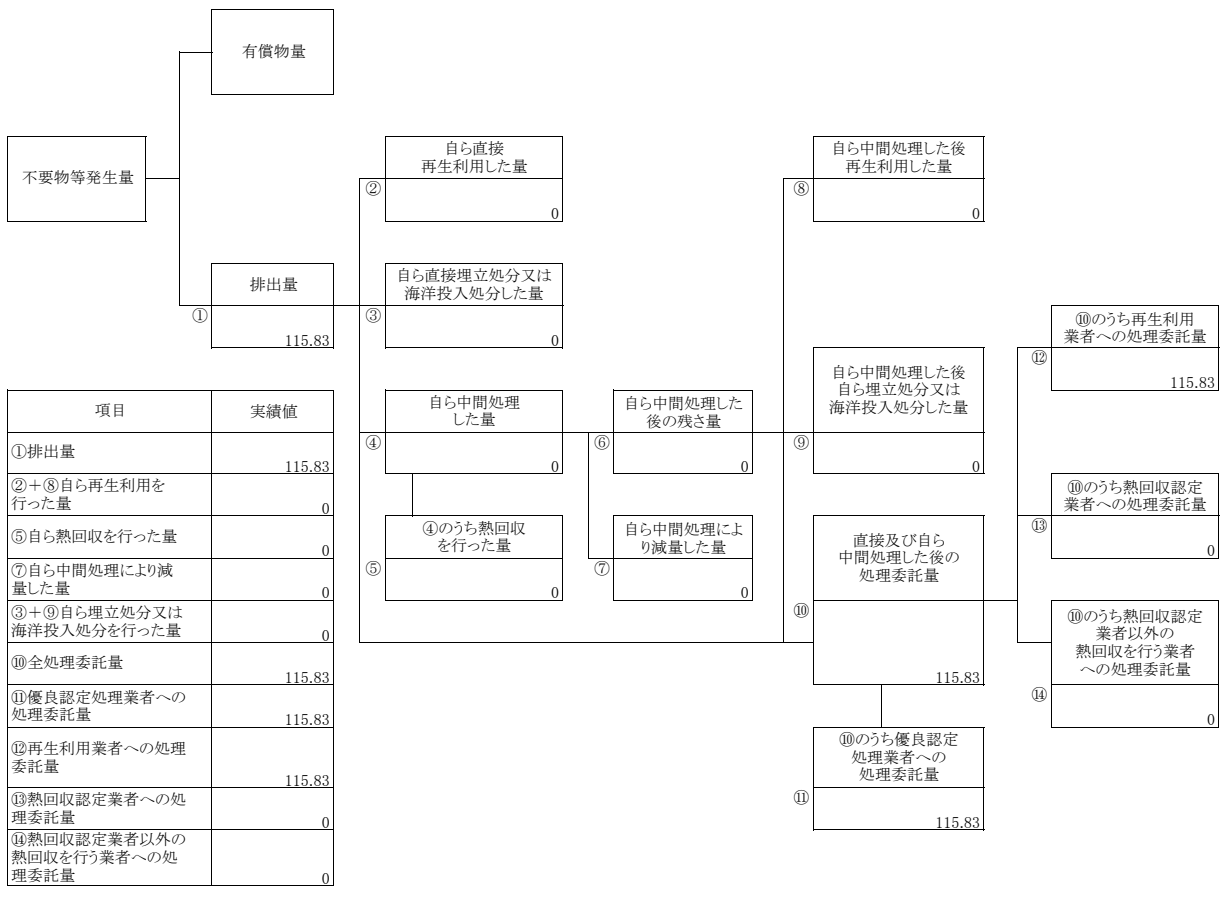 有償物量
不要物等発生量
排出量
①
115.83
自ら直接
再生利用した量
②
0
自ら直接埋立処分又は
海洋投入処分した量
③
0
自ら中間処理
した量
④
0
④のうち熱回収
を行った量
⑤
0
自ら中間処理した
後の残さ量
⑥
0
自ら中間処理によ
り減量した量
⑦
0
自ら中間処理した後
再生利用した量
⑧
0
自ら中間処理した後
自ら埋立処分又は
海洋投入処分した量
⑨
0
直接及び自ら
中間処理した後の
処理委託量
⑩
115.83
⑩のうち優良認定
処理業者への
処理委託量
⑪
115.83
⑩のうち再生利用
業者への処理委託量
⑫
115.83
⑩のうち熱回収認定
業者への処理委託量
⑬
0
⑩のうち熱回収認定
業者以外の
熱回収を行う業者
への処理委託量
⑭
0
項目 実績値
①排出量
115.83
②＋⑧自ら再生利用を
行った量
0
⑤自ら熱回収を行った量
0
⑦自ら中間処理により減
量した量
0
③＋⑨自ら埋立処分又は
海洋投入処分を行った量
0
⑩全処理委託量
115.83
⑪優良認定処理業者への
処理委託量
115.83
⑫再生利用業者への処理
委託量
115.83
⑬熱回収認定業者への処
理委託量
0
⑭熱回収認定業者以外の
熱回収を行う業者への処
理委託量
0